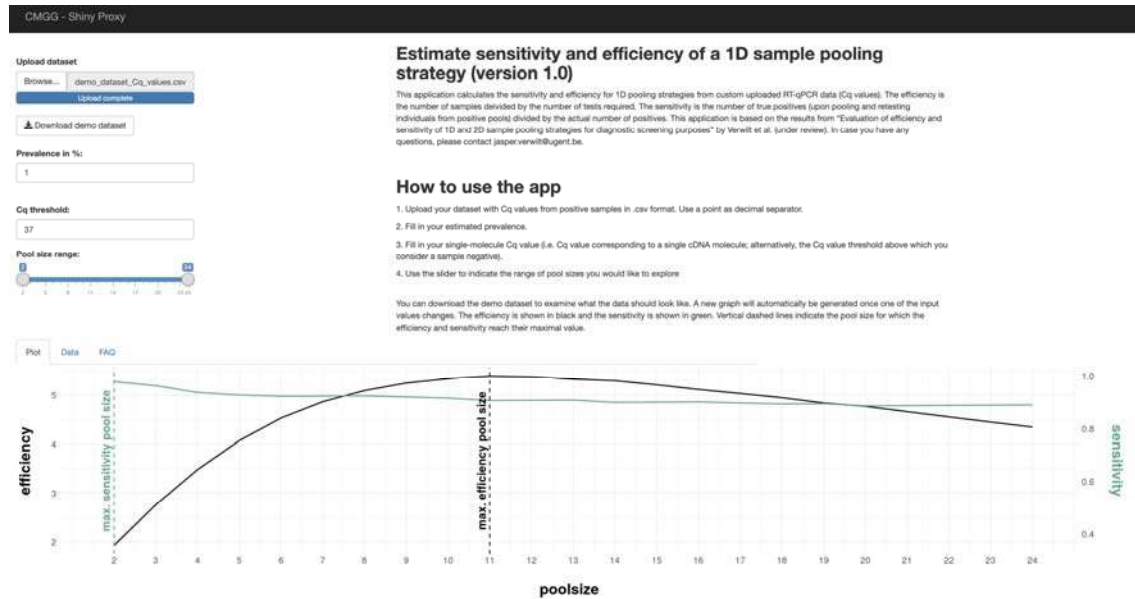 CMGG - Shiny Proxy
Upload dataset
Browse... demo_dataset_Cq_values.csv
Upload complete
Download demo dataset
Prevalence in %:
1
Cq threshold:
37
Pool size range:
2 24
2 5 8 11 14 17 20 23 24
Estimate sensitivity and efficiency of a 1D sample pooling
strategy (version 1.0)
This application calculates the sensitivity and efficiency for 1D pooling strategies from custom uploaded RT-qPCR data (Cq values). The efficiency is
the number of samples deivided by the number of tests required. The sensitivity is the number of true positives (upon pooling and retesting
individuals from positive pools) divided by the actual number of positives. This application is based on the results from "Evaluation of efficiency and
sensitivity of 1D and 2D sample pooling strategies for diagnostic screening purposes" by Verwilt et al. (under review). In case you have any
questions, please contact jasper.verwilt@ugent.be.
How to use the app
1. Upload your dataset with Cq values from positive samples in .csv format. Use a point as decimal separator.
2. Fill in your estimated prevalence.
3. Fill in your single-molecule Cq value (i.e. Cq value corresponding to a single cDNA molecule; alternatively, the Cq value threshold above which you
consider a sample negative).
4. Use the slider to indicate the range of pool sizes you would like to explore
You can download the demo dataset to examine what the data should look like. A new graph will automatically be generated once one of the input
values changes. The efficiency is shown in black and the sensitivity is shown in green. Vertical dashed lines indicate the pool size for which the
efficiency and sensitivity reach their maximal value.
Plot Data FAQ
efficiency
5
4
3
2
max. sensitivity pool size
max. efficiency pool size
1.0
0.8
0.6
0.4
sensitivity
2 3 4 5 6 7 8 9 10 11 12 13 14 15 16 17 18 19 20 21 22 23 24
poolsize